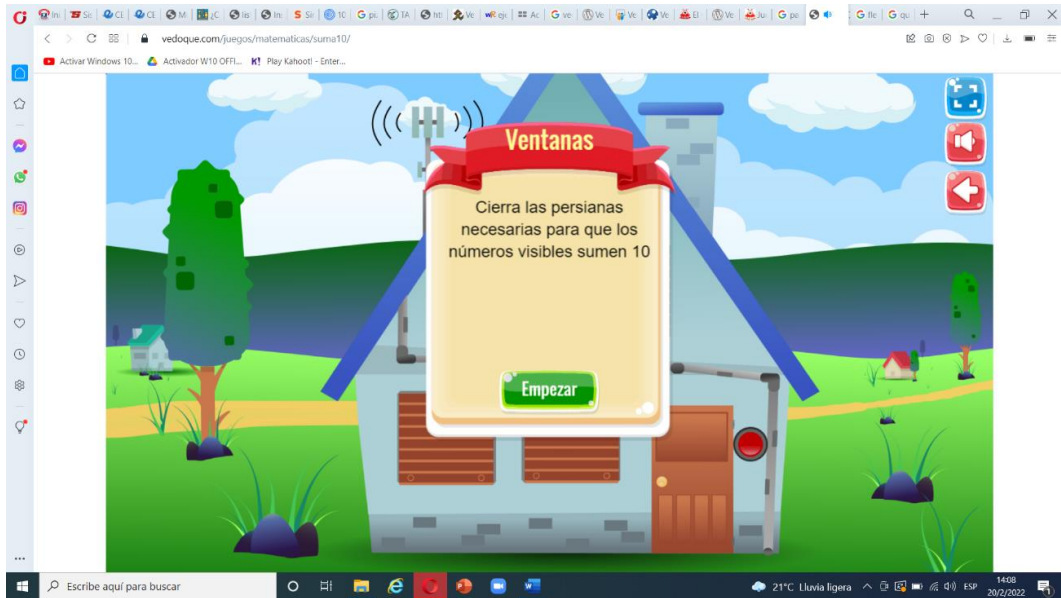 vedoque.com/juegos/matematicas/suma10/
Activar Windows 10... Activador W10 OFFI... K! Play Kahoot! - Enter...
Ventanas
Cierra las persianas
necesarias para que los
números visibles sumen 10
Empezar
Escribe aquí para buscar
21°C Lluvia ligera
ESP
14:08
20/2/2022